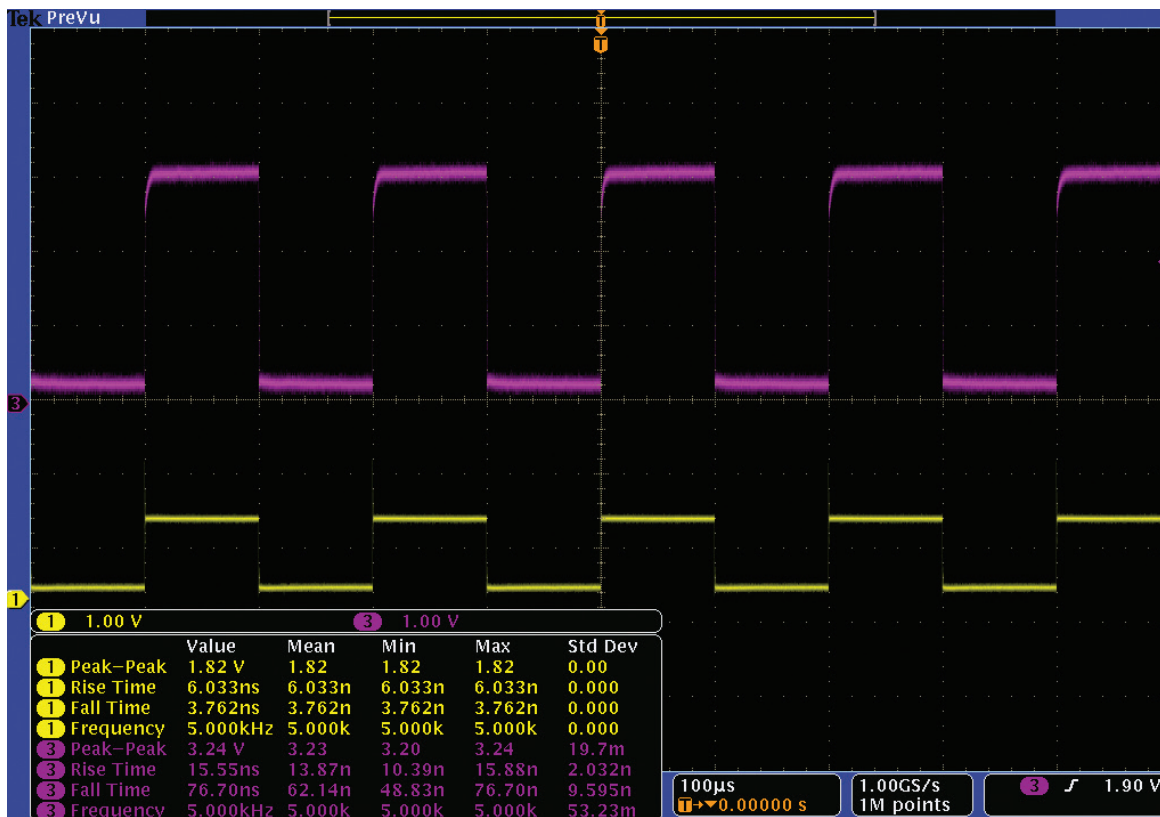 Tek PreVu
T
T
3
1
1 1.00 V 3 1.00 V
Value Mean Min Max Std Dev
1 Peak−Peak 1.82 V 1.82 1.82 1.82 0.00
1 Rise Time 6.033ns 6.033n 6.033n 6.033n 0.000
1 Fall Time 3.762ns 3.762n 3.762n 3.762n 0.000
1 Frequency 5.000kHz 5.000k 5.000k 5.000k 0.000
3 Peak−Peak 3.24 V 3.23 3.20 3.24 19.7m
3 Rise Time 15.55ns 13.87n 10.39n 15.88n 2.032n
3 Fall Time 76.70ns 62.14n 48.83n 76.70n 9.595n
3 Frequency 5.000kHz 5.000k 5.000k 5.000k 53.23m
100µs
T→▼0.00000 s
1.00GS/s
1M points
3 ʃ 1.90 V